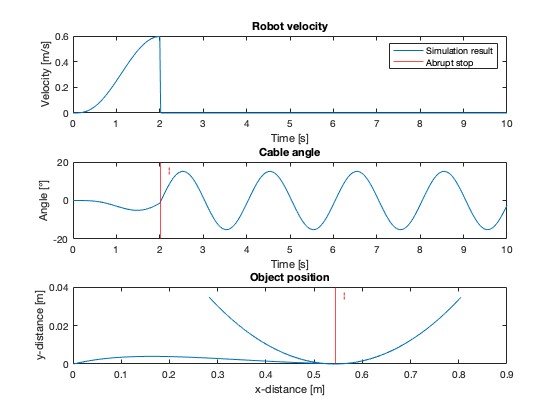 Robot velocity
Velocity [m/s]
0.6
0.4
0.2
0
Simulation result
Abrupt stop
0 1 2 3 4 5 6 7 8 9 10
Time [s]
Cable angle
Angle [°]
20
0
-20
0 1 2 3 4 5 6 7 8 9 10
Time [s]
Object position
y-distance [m]
0.04
0.02
0
0 0.1 0.2 0.3 0.4 0.5 0.6 0.7 0.8 0.9
x-distance [m]